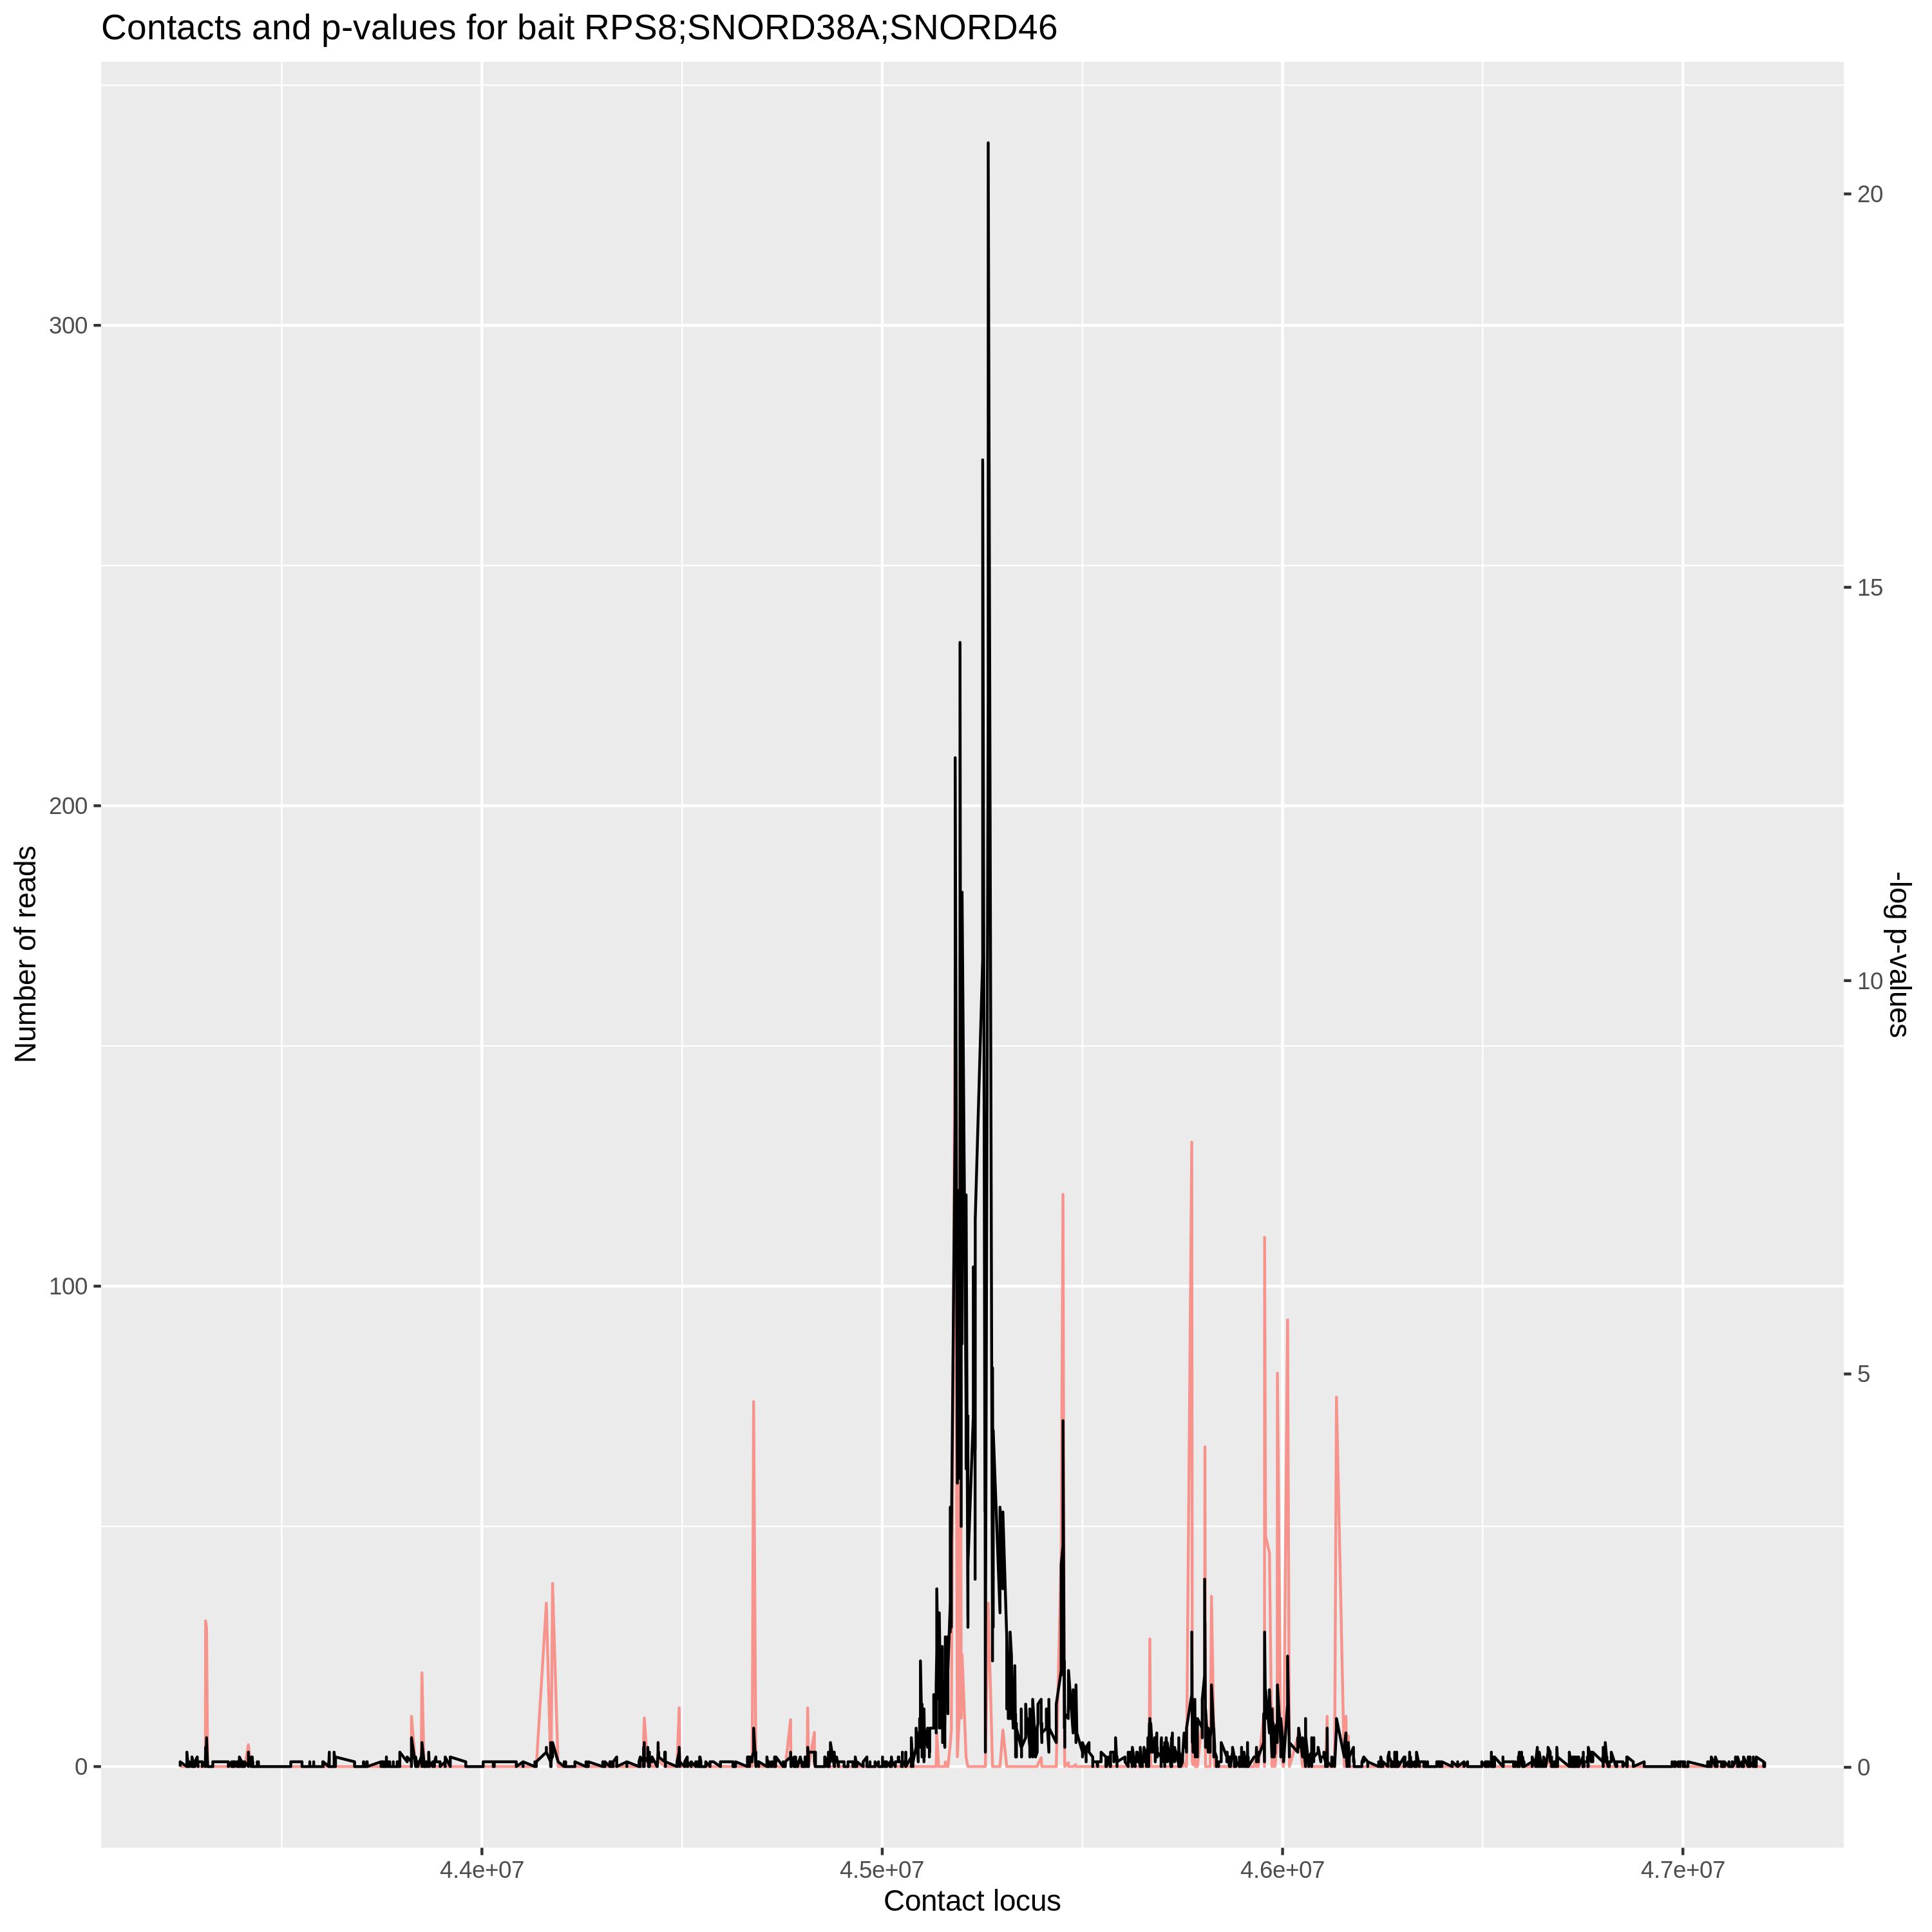 Contacts and p-values for bait RPS8;SNORD38A;SNORD46
Number of reads
300
200
100
0
20
15
10
5
0
-log p-values
4.4e+07
4.5e+07
4.6e+07
4.7e+07
Contact locus